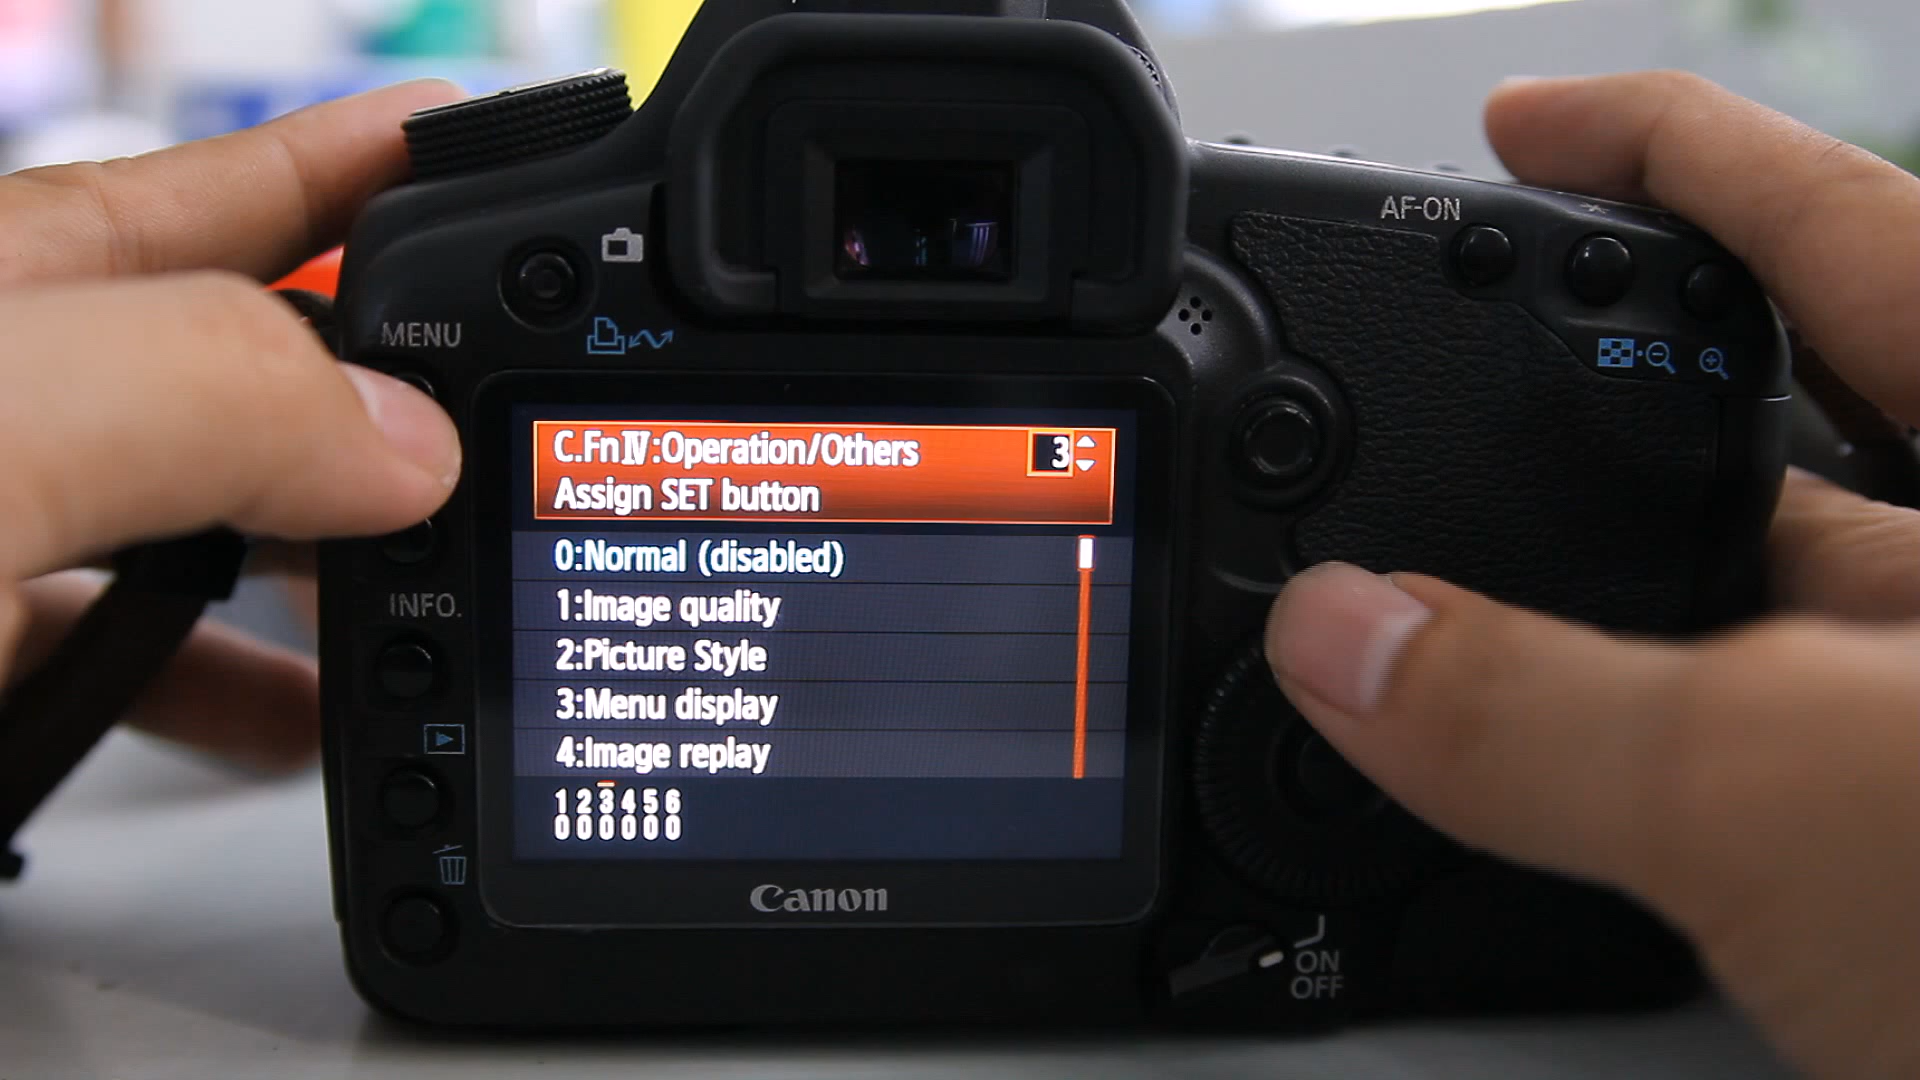 AF-ON
MENU
C.FnⅣ:Operation/Others 3
Assign SET button
0:Normal (disabled)
1:Image quality
2:Picture Style
3:Menu display
4:Image replay
1 2 3 4 5 6
0 0 0 0 0 0
INFO.
Canon
ON
OFF